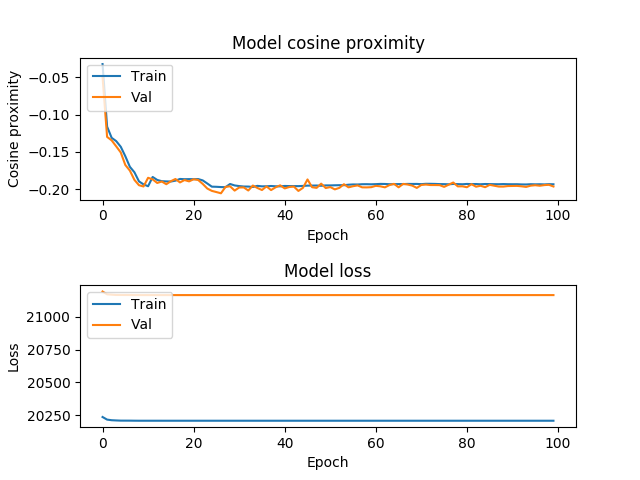 Model cosine proximity
Cosine proximity
−0.05
−0.10
−0.15
−0.20
Train
Val
0 20 40 60 80 100
Epoch
Model loss
Loss
21000
20750
20500
20250
Train
Val
0 20 40 60 80 100
Epoch